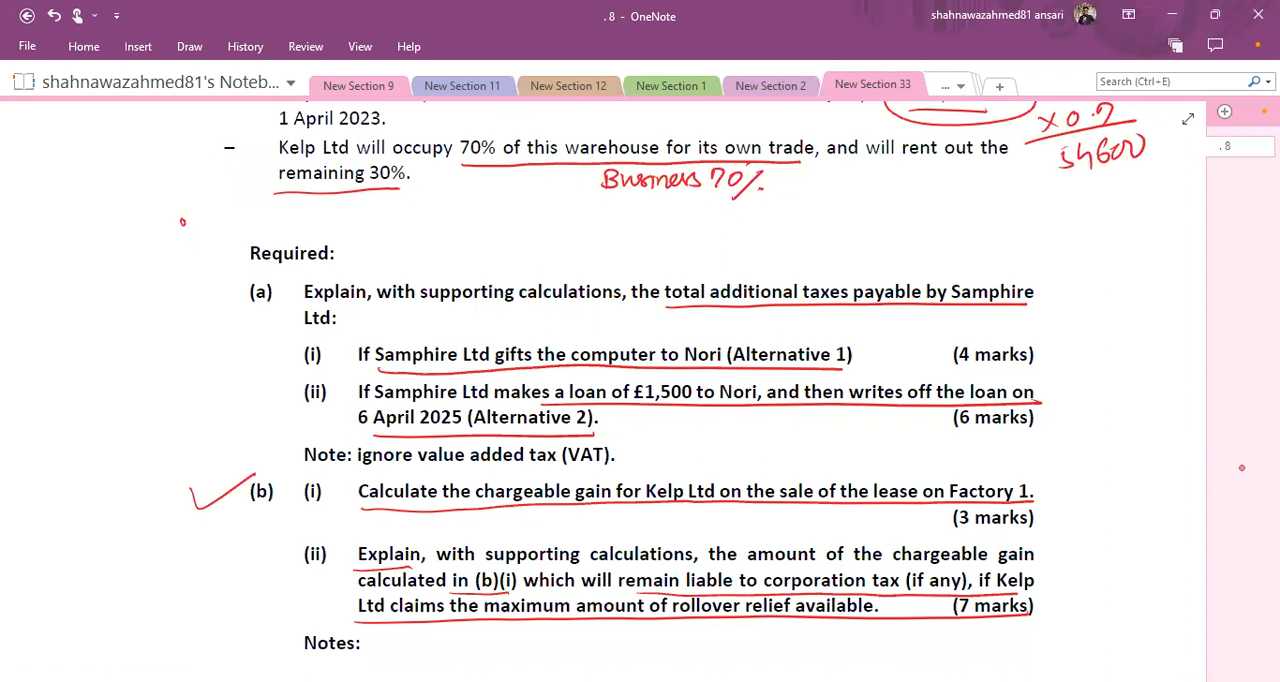 .8 - OneNote
shahnawazahmed81 ansari
File Home Insert Draw History Review View Help
shahnawazahmed81's Noteb...
New Section 9 New Section 11 New Section 12 New Section 1 New Section 2 New Section 33 ...
Search (Ctrl+E)
1 April 2023.
x 0.7
– Kelp Ltd will occupy 70% of this warehouse for its own trade, and will rent out the
54600
.8
remaining 30%.
Business 70%.
Required:
(a) Explain, with supporting calculations, the total additional taxes payable by Samphire
Ltd:
(i) If Samphire Ltd gifts the computer to Nori (Alternative 1) (4 marks)
(ii) If Samphire Ltd makes a loan of £1,500 to Nori, and then writes off the loan on
6 April 2025 (Alternative 2). (6 marks)
Note: ignore value added tax (VAT).
(b) (i) Calculate the chargeable gain for Kelp Ltd on the sale of the lease on Factory 1.
(3 marks)
(ii) Explain, with supporting calculations, the amount of the chargeable gain
calculated in (b)(i) which will remain liable to corporation tax (if any), if Kelp
Ltd claims the maximum amount of rollover relief available. (7 marks)
Notes: